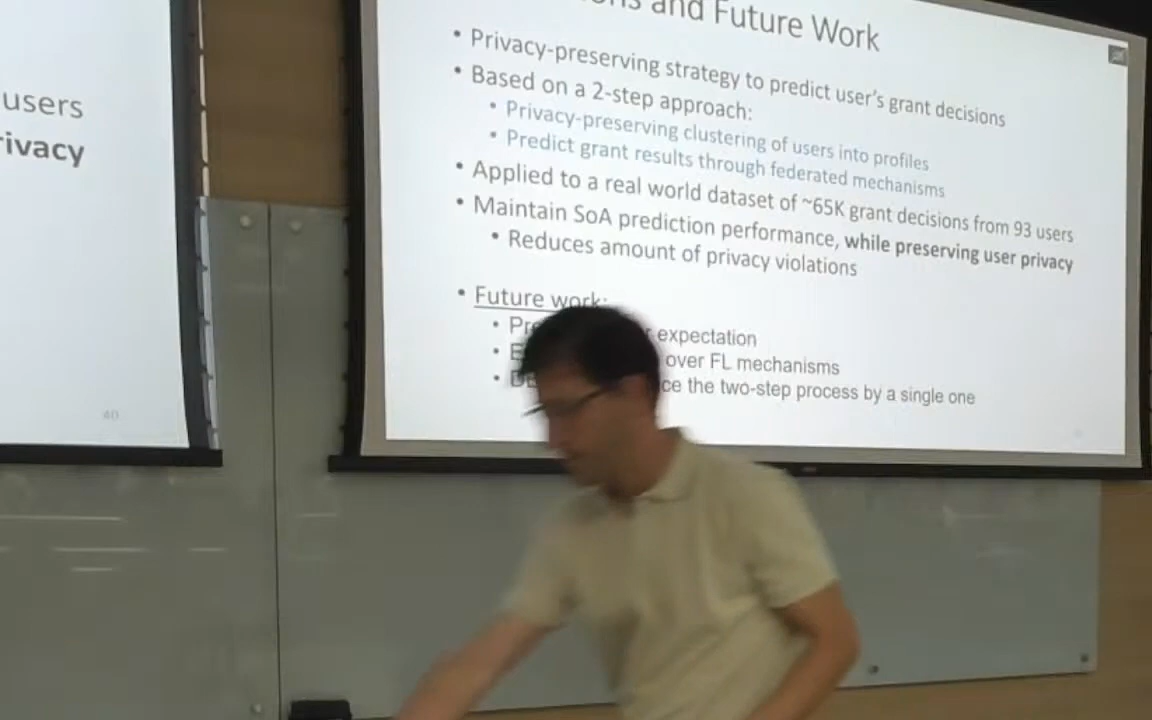 users
and Future Work
• Privacy-preserving strategy to predict user's grant decisions
• Based on a 2-step approach:
• Privacy-preserving clustering of users into profiles
• Predict grant results through federated mechanisms
• Applied to a real world dataset of ~65K grant decisions from 93 users
• Maintain SoA prediction performance, while preserving user privacy
• Reduces amount of privacy violations
• Future work:
• expectation
• over FL mechanisms
• the two-step process by a single one
40